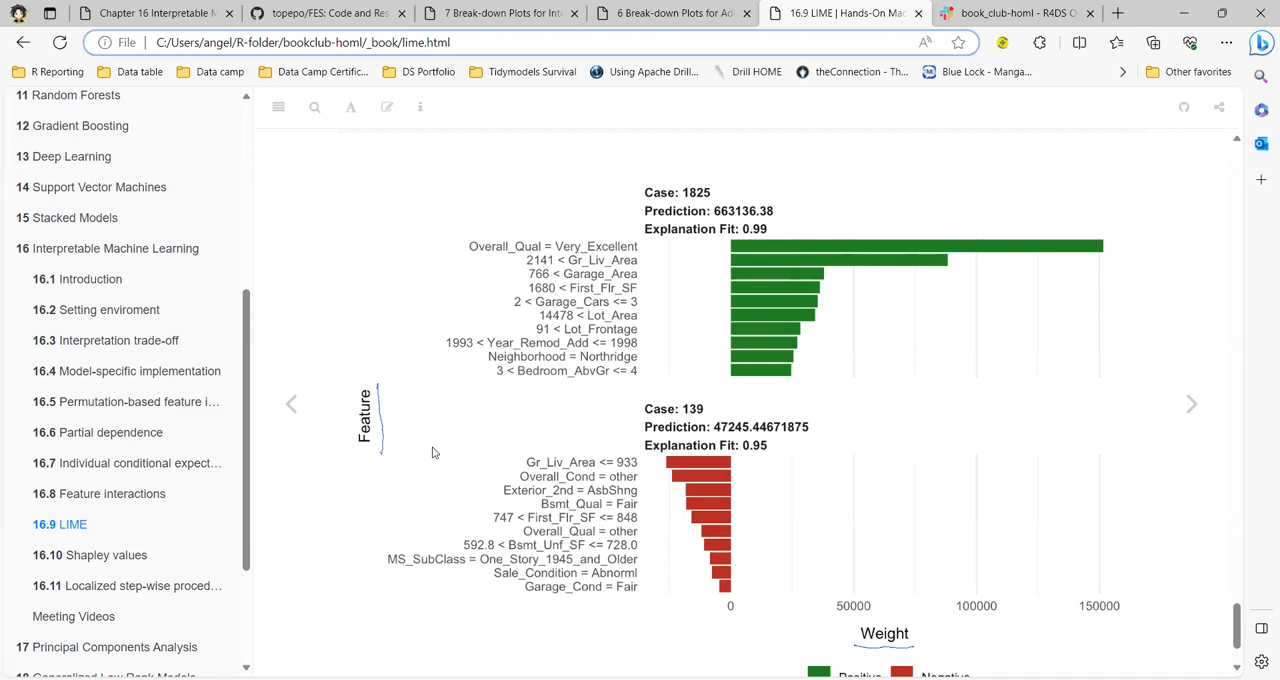 Chapter 16 Interpretable M
topepo/FES: Code and Res
7 Break-down Plots for Int
6 Break-down Plots for Ad
16.9 LIME | Hands-On Mac
book_club-homl - R4DS O
File
C:/Users/angel/R-folder/bookclub-homl/_book/lime.html
R Reporting
Data table
Data camp
Data Camp Certific...
DS Portfolio
Tidymodels Survival
Using Apache Drill...
Drill HOME
theConnection - Th...
Blue Lock - Manga...
Other favorites
11 Random Forests
12 Gradient Boosting
13 Deep Learning
14 Support Vector Machines
15 Stacked Models
16 Interpretable Machine Learning
16.1 Introduction
16.2 Setting enviroment
16.3 Interpretation trade-off
16.4 Model-specific implementation
16.5 Permutation-based feature i...
16.6 Partial dependence
16.7 Individual conditional expect...
16.8 Feature interactions
16.9 LIME
16.10 Shapley values
16.11 Localized step-wise proced...
Meeting Videos
17 Principal Components Analysis
18 Generalized Low Rank Models
Case: 1825
Prediction: 663136.38
Explanation Fit: 0.99
Overall_Qual = Very_Excellent
2141 < Gr_Liv_Area
766 < Garage_Area
1680 < First_Flr_SF
2 < Garage_Cars <= 3
14478 < Lot_Area
91 < Lot_Frontage
1993 < Year_Remod_Add <= 1998
Neighborhood = Northridge
3 < Bedroom_AbvGr <= 4
Feature
Case: 139
Prediction: 47245.44671875
Explanation Fit: 0.95
Gr_Liv_Area <= 933
Overall_Cond = other
Exterior_2nd = AsbShng
Bsmt_Qual = Fair
747 < First_Flr_SF <= 848
Overall_Qual = other
592.8 < Bsmt_Unf_SF <= 728.0
MS_SubClass = One_Story_1945_and_Older
Sale_Condition = Abnorml
Garage_Cond = Fair
0
50000
100000
150000
Weight
Positive
Negative